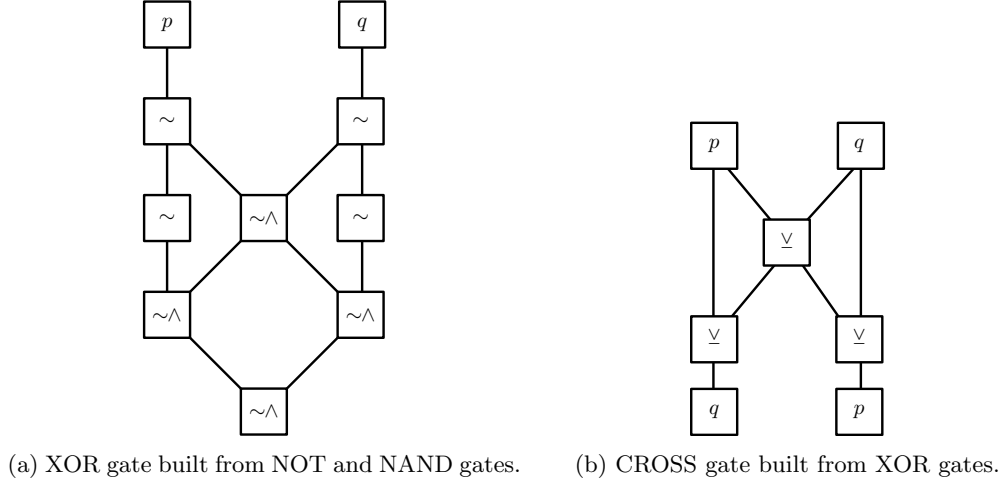 p q
∼ ∼
p q
∼ ∼∧ ∼
⊻
∼∧ ∼∧
⊻ ⊻
∼∧
q p
(a) XOR gate built from NOT and NAND gates.
(b) CROSS gate built from XOR gates.